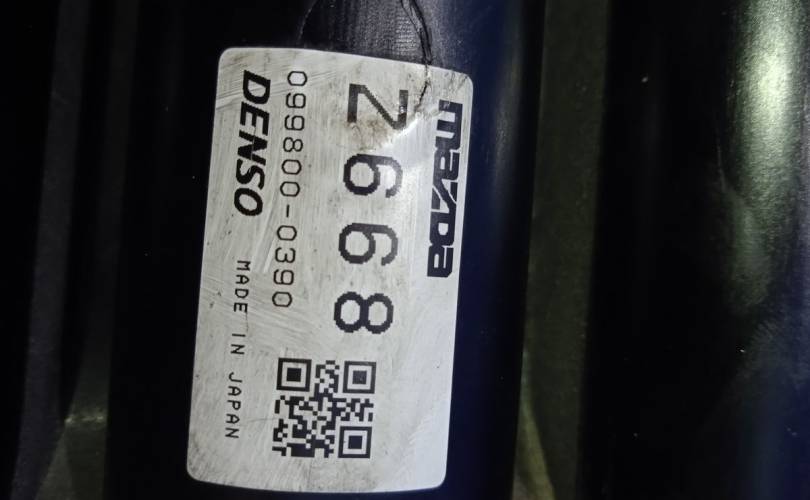 mazda
Z668
099800-0390
DENSO MADE IN JAPAN